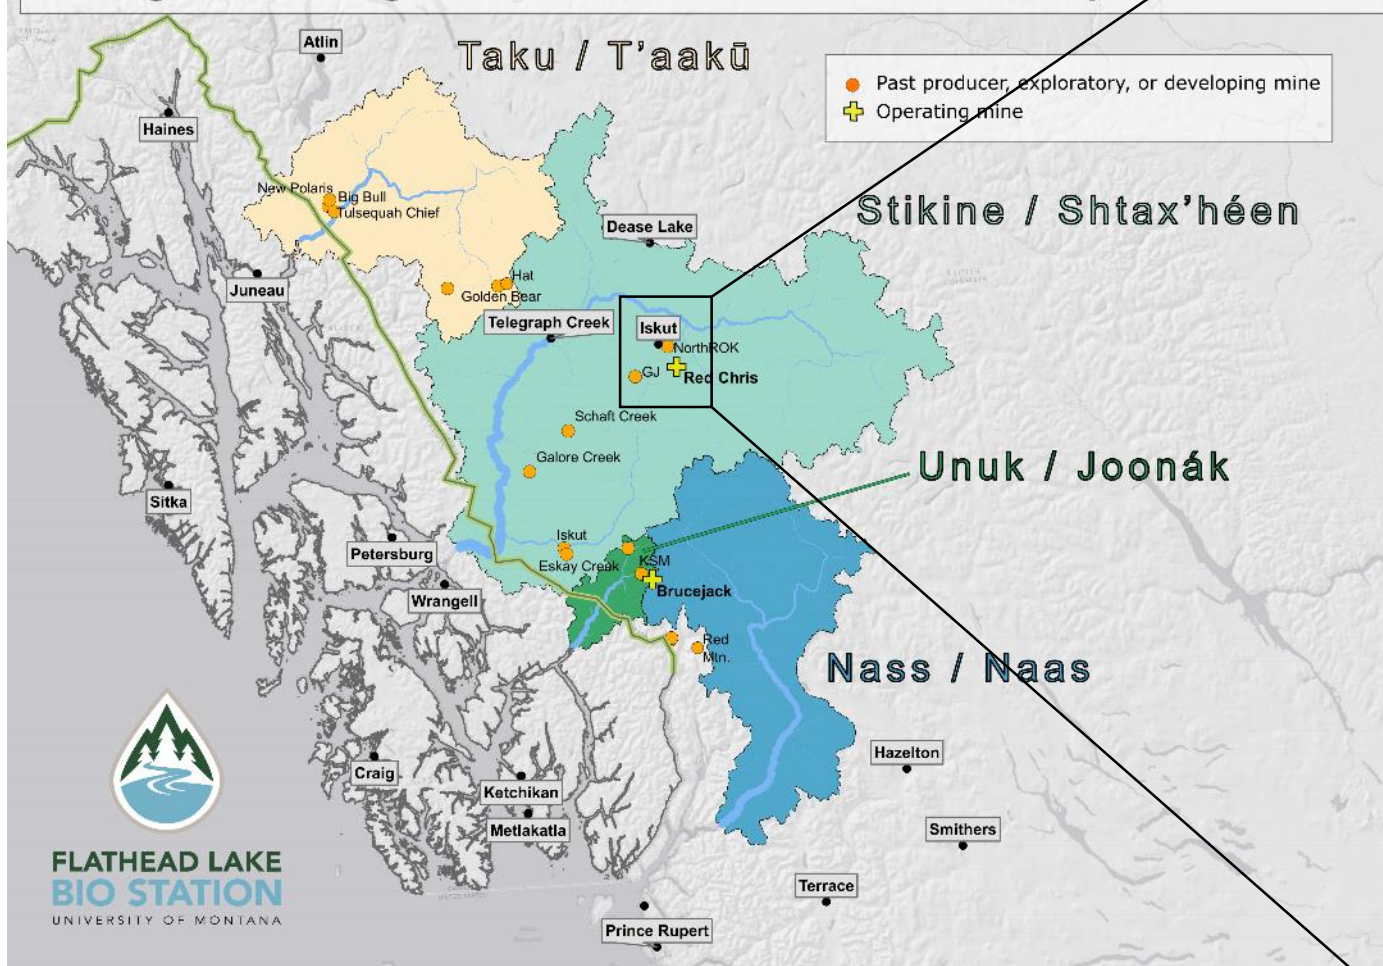 Atlin
Taku / T'aakū
Past producer, exploratory, or developing mine
Operating mine
Haines
New Polaris
Big Bull
Tulsequah Chief
Stikine / Shtax'héen
Dease Lake
Juneau
Hat
Golden Bear
Telegraph Creek
Iskut
NorthROK
GJ
Red Chris
Schaft Creek
Galore Creek
Unuk / Joonák
Sitka
Petersburg
Iskut
Eskay Creek
KSM
Brucejack
Wrangell
Red
Mtn.
Nass / Naas
Hazelton
Craig
Ketchikan
Metlakatla
Smithers
FLATHEAD LAKE
BIO STATION
UNIVERSITY OF MONTANA
Terrace
Prince Rupert